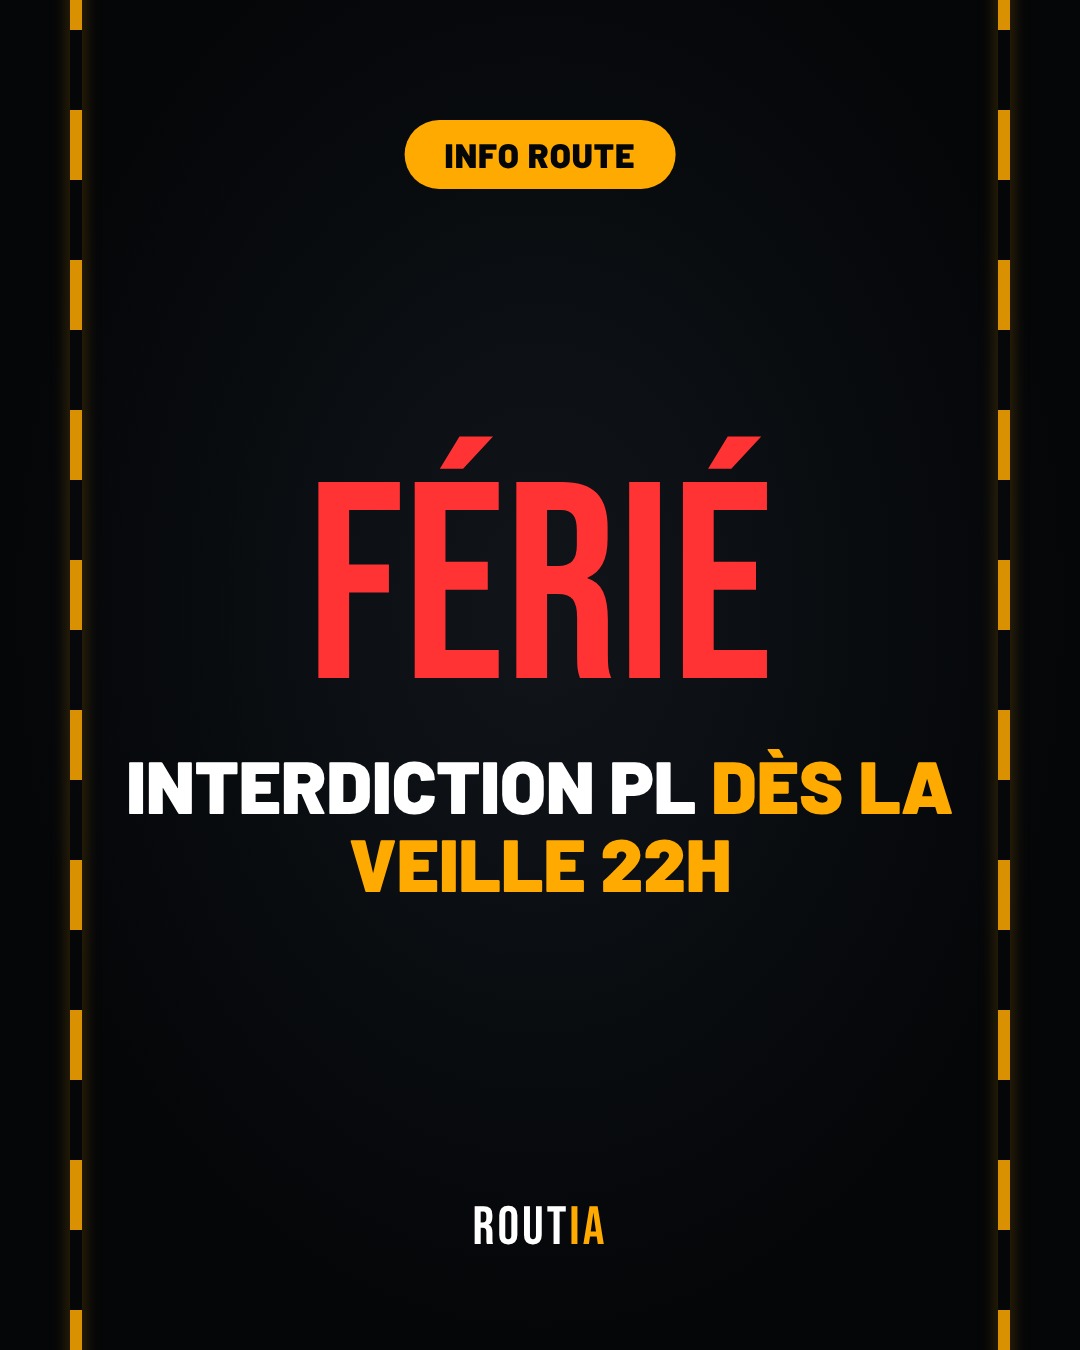 INFO ROUTE
FÉRIÉ
INTERDICTION PL DÈS LA
VEILLE 22H
ROUTIA